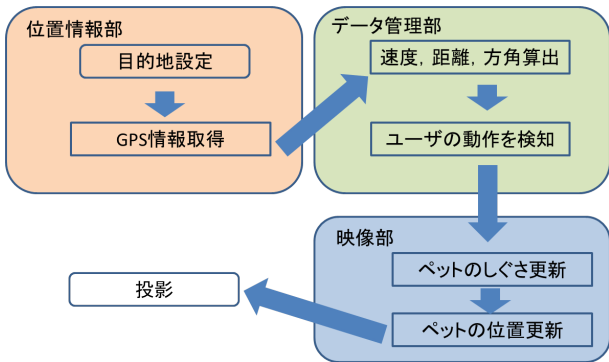 位置情報部
目的地設定
GPS情報取得
データ管理部
速度，距離，方角算出
ユーザの動作を検知
映像部
ペットのしぐさ更新
ペットの位置更新
投影